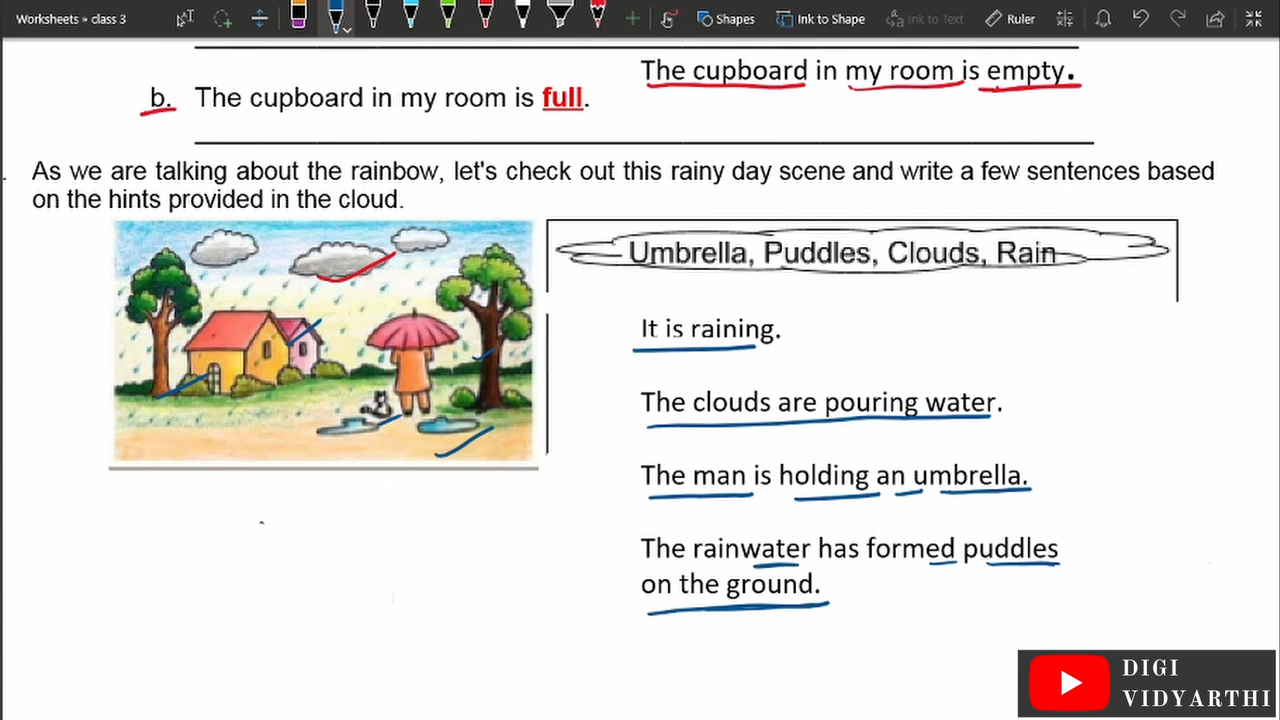 Worksheets • class 3
Shapes
Ink to Shape
Ink to Text
Ruler
The cupboard in my room is empty.
b. The cupboard in my room is full.
As we are talking about the rainbow, let's check out this rainy day scene and write a few sentences based
on the hints provided in the cloud.
Umbrella, Puddles, Clouds, Rain
It is raining.
The clouds are pouring water.
The man is holding an umbrella.
The rainwater has formed puddles
on the ground.
DIGI
VIDYARTHI